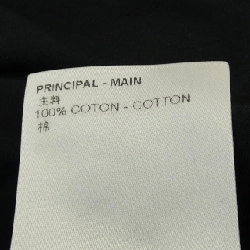 PRINCIPAL - MAIN
主料
100% COTON - COTTON
棉